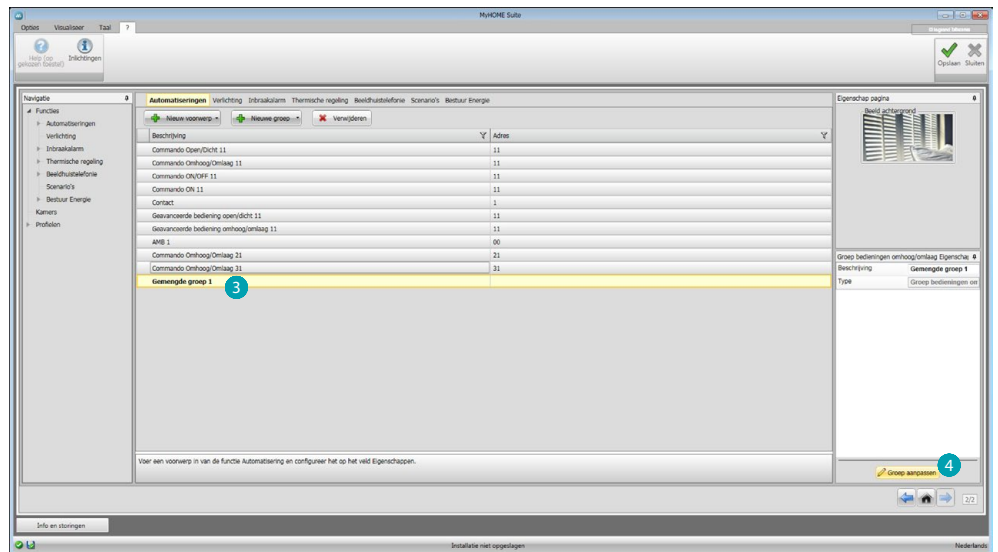 MyHOME Suite
Opties Visualiseer Taal ?
Help (op gekozen toestel)
Inlichtingen
Opslaan Sluiten
Navigatie
Functies
Automatiseringen
Verlichting
Inbraakalarm
Thermische regeling
Beeldhuistelefonie
Scenario's
Bestuur Energie
Kamers
Profielen
Automatiseringen Verlichting Inbraakalarm Thermische regeling Beeldhuistelefonie Scenario's Bestuur Energie
Nieuw voorwerp Nieuwe groep Verwijderen
Beschrijving Adres
Commando Open/Dicht 11 11
Commando Omhoog/Omlaag 11 11
Commando ON/OFF 11 11
Commando ON 11 11
Contact 1
Geavanceerde bediening open/dicht 11 11
Geavanceerde bediening omhoog/omlaag 11 11
AMB 1 00
Commando Omhoog/Omlaag 21 21
Commando Omhoog/Omlaag 31 31
Gemengde groep 1
3
Voer een voorwerp in van de functie Automatisering en configureer het op het veld Eigenschappen.
Eigenschap pagina
Beeld achtergrond
Groep bedieningen omhoog/omlaag Eigenschap
Beschrijving Gemengde groep 1
Type Groep bedieningen om
Groep aanpassen
4
2/2
Info en storingen
Installatie niet opgeslagen
Nederlands